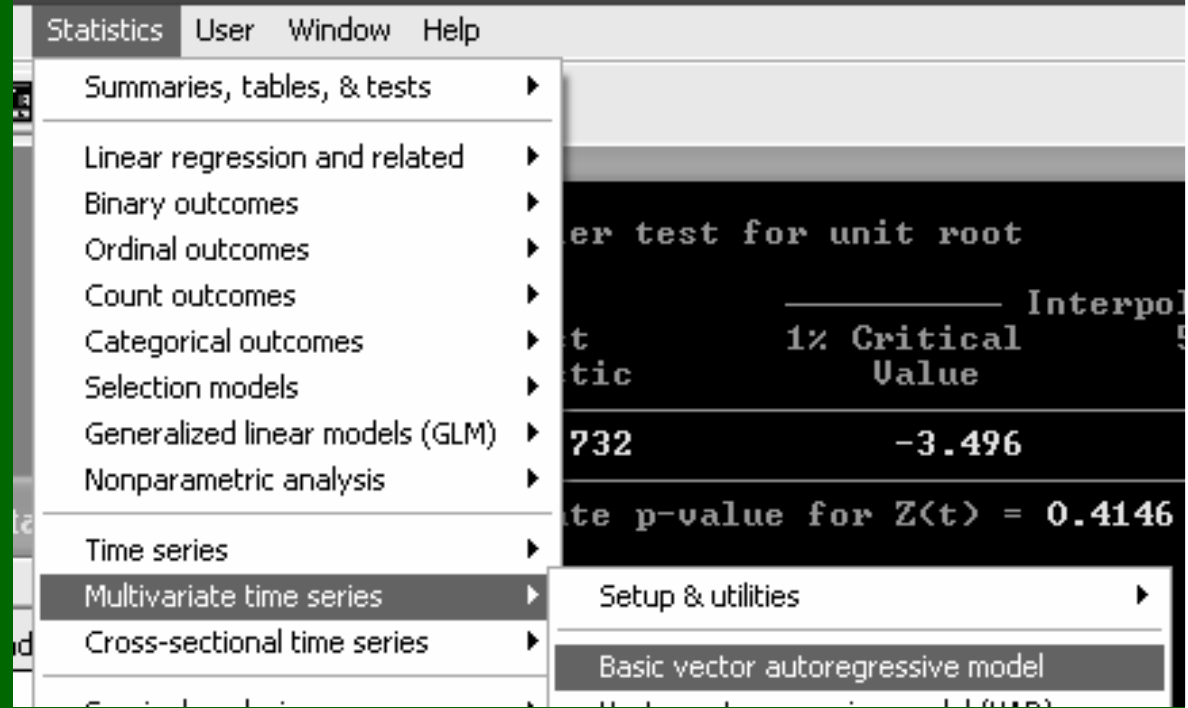 Statistics User Window Help
Summaries, tables, & tests
Linear regression and related
Binary outcomes
Ordinal outcomes
Count outcomes
Categorical outcomes
Selection models
Generalized linear models (GLM)
Nonparametric analysis
Time series
Multivariate time series
Cross-sectional time series
Setup & utilities
Basic vector autoregressive model
er test for unit root
Interpol
t 1% Critical 5
tic Value
732 -3.496
te p-value for Z(t) = 0.4146